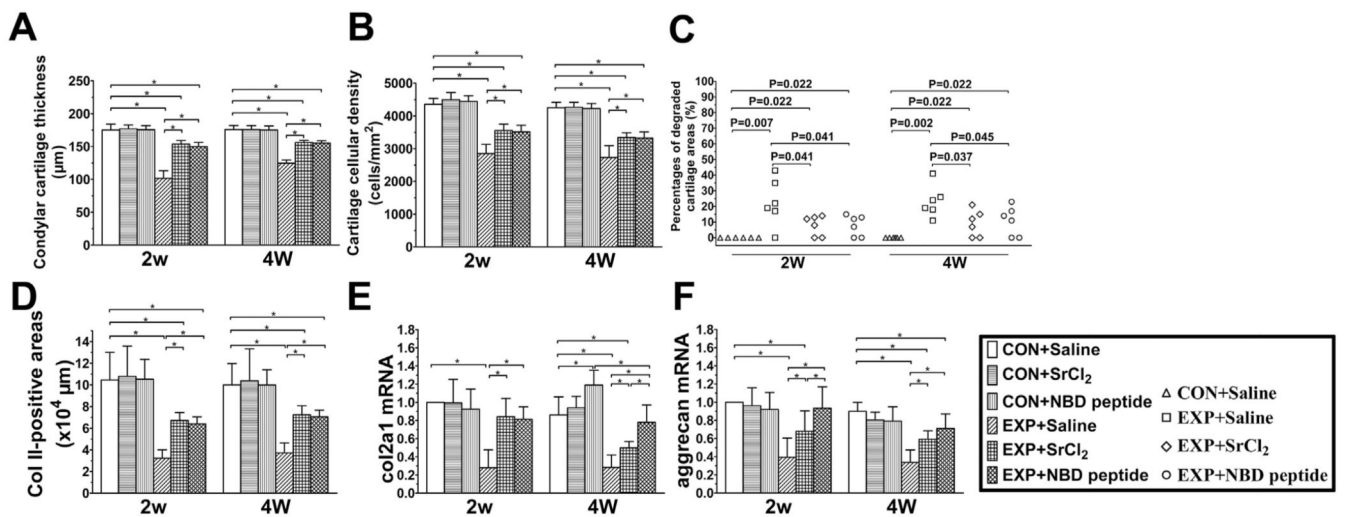 A
Condylar cartilage thickness
(μm)
250
200
150
100
50
0
* * * * *
* * * * *
2w
4W
B
Cartilage cellular density
(cells/mm²)
5000
4000
3000
2000
1000
0
* * * * *
* * * * *
2w
4W
C
Percentages of degraded
cartilage areas (%)
100
90
80
70
60
50
40
30
20
10
0
P=0.022
P=0.022
P=0.007
P=0.041
P=0.041
P=0.022
P=0.022
P=0.002
P=0.045
P=0.037
2W
4W
D
Col II-positive areas
(x10⁴ μm)
14
12
10
8
6
4
2
0
* * * * *
* * * * *
2w
4W
E
col2a1 mRNA
1.8
1.6
1.4
1.2
1.0
0.8
0.6
0.4
0.2
0.0
* * *
* * * * * * * *
2w
4W
F
aggrecan mRNA
1.8
1.6
1.4
1.2
1.0
0.8
0.6
0.4
0.2
0.0
* * * * *
* * * * *
2w
4W
CON+Saline
CON+SrCl₂
CON+NBD peptide
EXP+Saline
EXP+SrCl₂
EXP+NBD peptide
CON+Saline
EXP+Saline
EXP+SrCl₂
EXP+NBD peptide